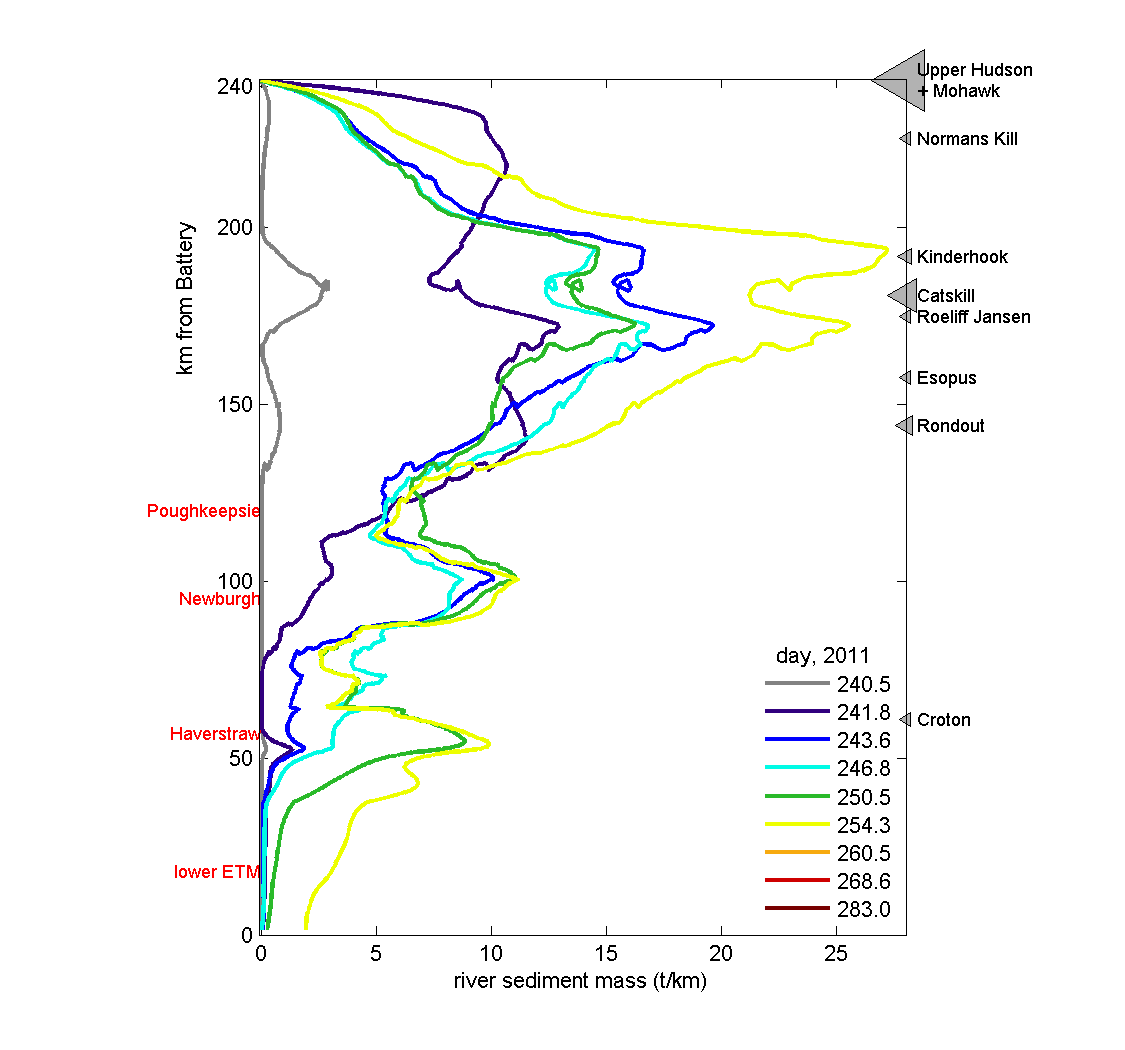 240
200
150
100
50
0
km from Battery
0
5
10
15
20
25
river sediment mass (t/km)
Poughkeepsie
Newburgh
Haverstraw
lower ETM
Upper Hudson
+ Mohawk
Normans Kill
Kinderhook
Catskill
Roeliff Jansen
Esopus
Rondout
Croton
day, 2011
240.5
241.8
243.6
246.8
250.5
254.3
260.5
268.6
283.0